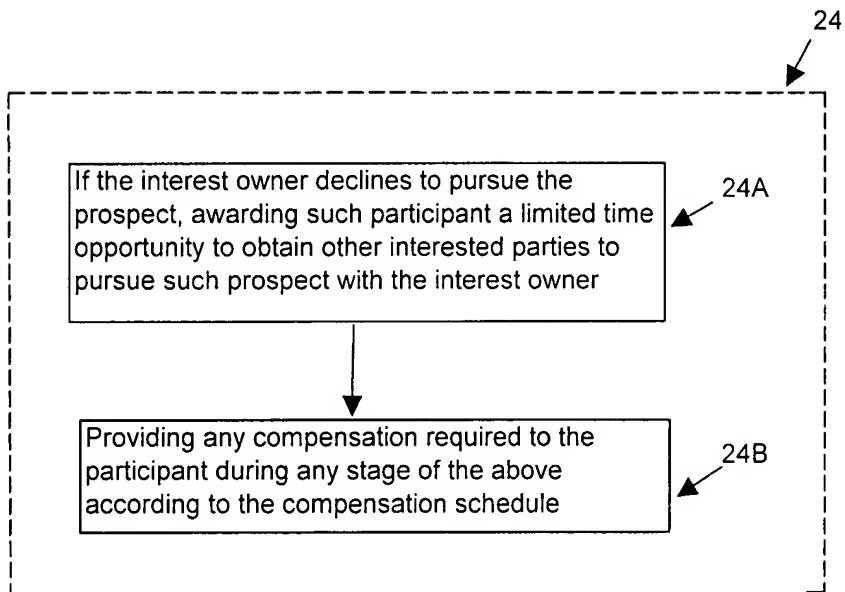 24
If the interest owner declines to pursue the
prospect, awarding such participant a limited time
opportunity to obtain other interested parties to
pursue such prospect with the interest owner
24A
Providing any compensation required to the
participant during any stage of the above
according to the compensation schedule
24B